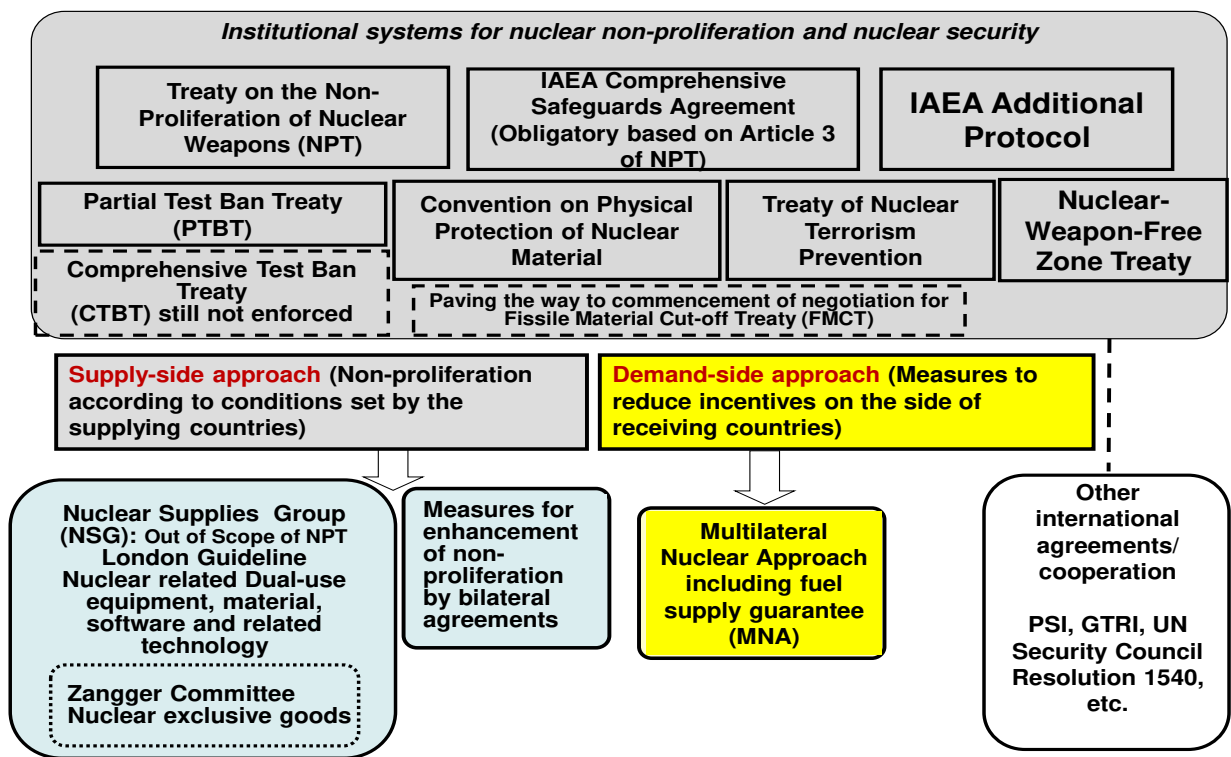 Institutional systems for nuclear non-proliferation and nuclear security
Treaty on the Non-
Proliferation of Nuclear
Weapons (NPT)
IAEA Comprehensive
Safeguards Agreement
(Obligatory based on Article 3
of NPT)
IAEA Additional
Protocol
Partial Test Ban Treaty
(PTBT)
Convention on Physical
Protection of Nuclear
Material
Treaty of Nuclear
Terrorism
Prevention
Nuclear-
Weapon-Free
Zone Treaty
Comprehensive Test Ban
Treaty
(CTBT) still not enforced
Paving the way to commencement of negotiation for
Fissile Material Cut-off Treaty (FMCT)
Supply-side approach (Non-proliferation
according to conditions set by the
supplying countries)
Demand-side approach (Measures to
reduce incentives on the side of
receiving countries)
Nuclear Supplies Group
(NSG): Out of Scope of NPT
London Guideline
Nuclear related Dual-use
equipment, material,
software and related
technology
Zangger Committee
Nuclear exclusive goods
Measures for
enhancement
of non-
proliferation
by bilateral
agreements
Multilateral
Nuclear Approach
including fuel
supply guarantee
(MNA)
Other
international
agreements/
cooperation
PSI, GTRI, UN
Security Council
Resolution 1540,
etc.